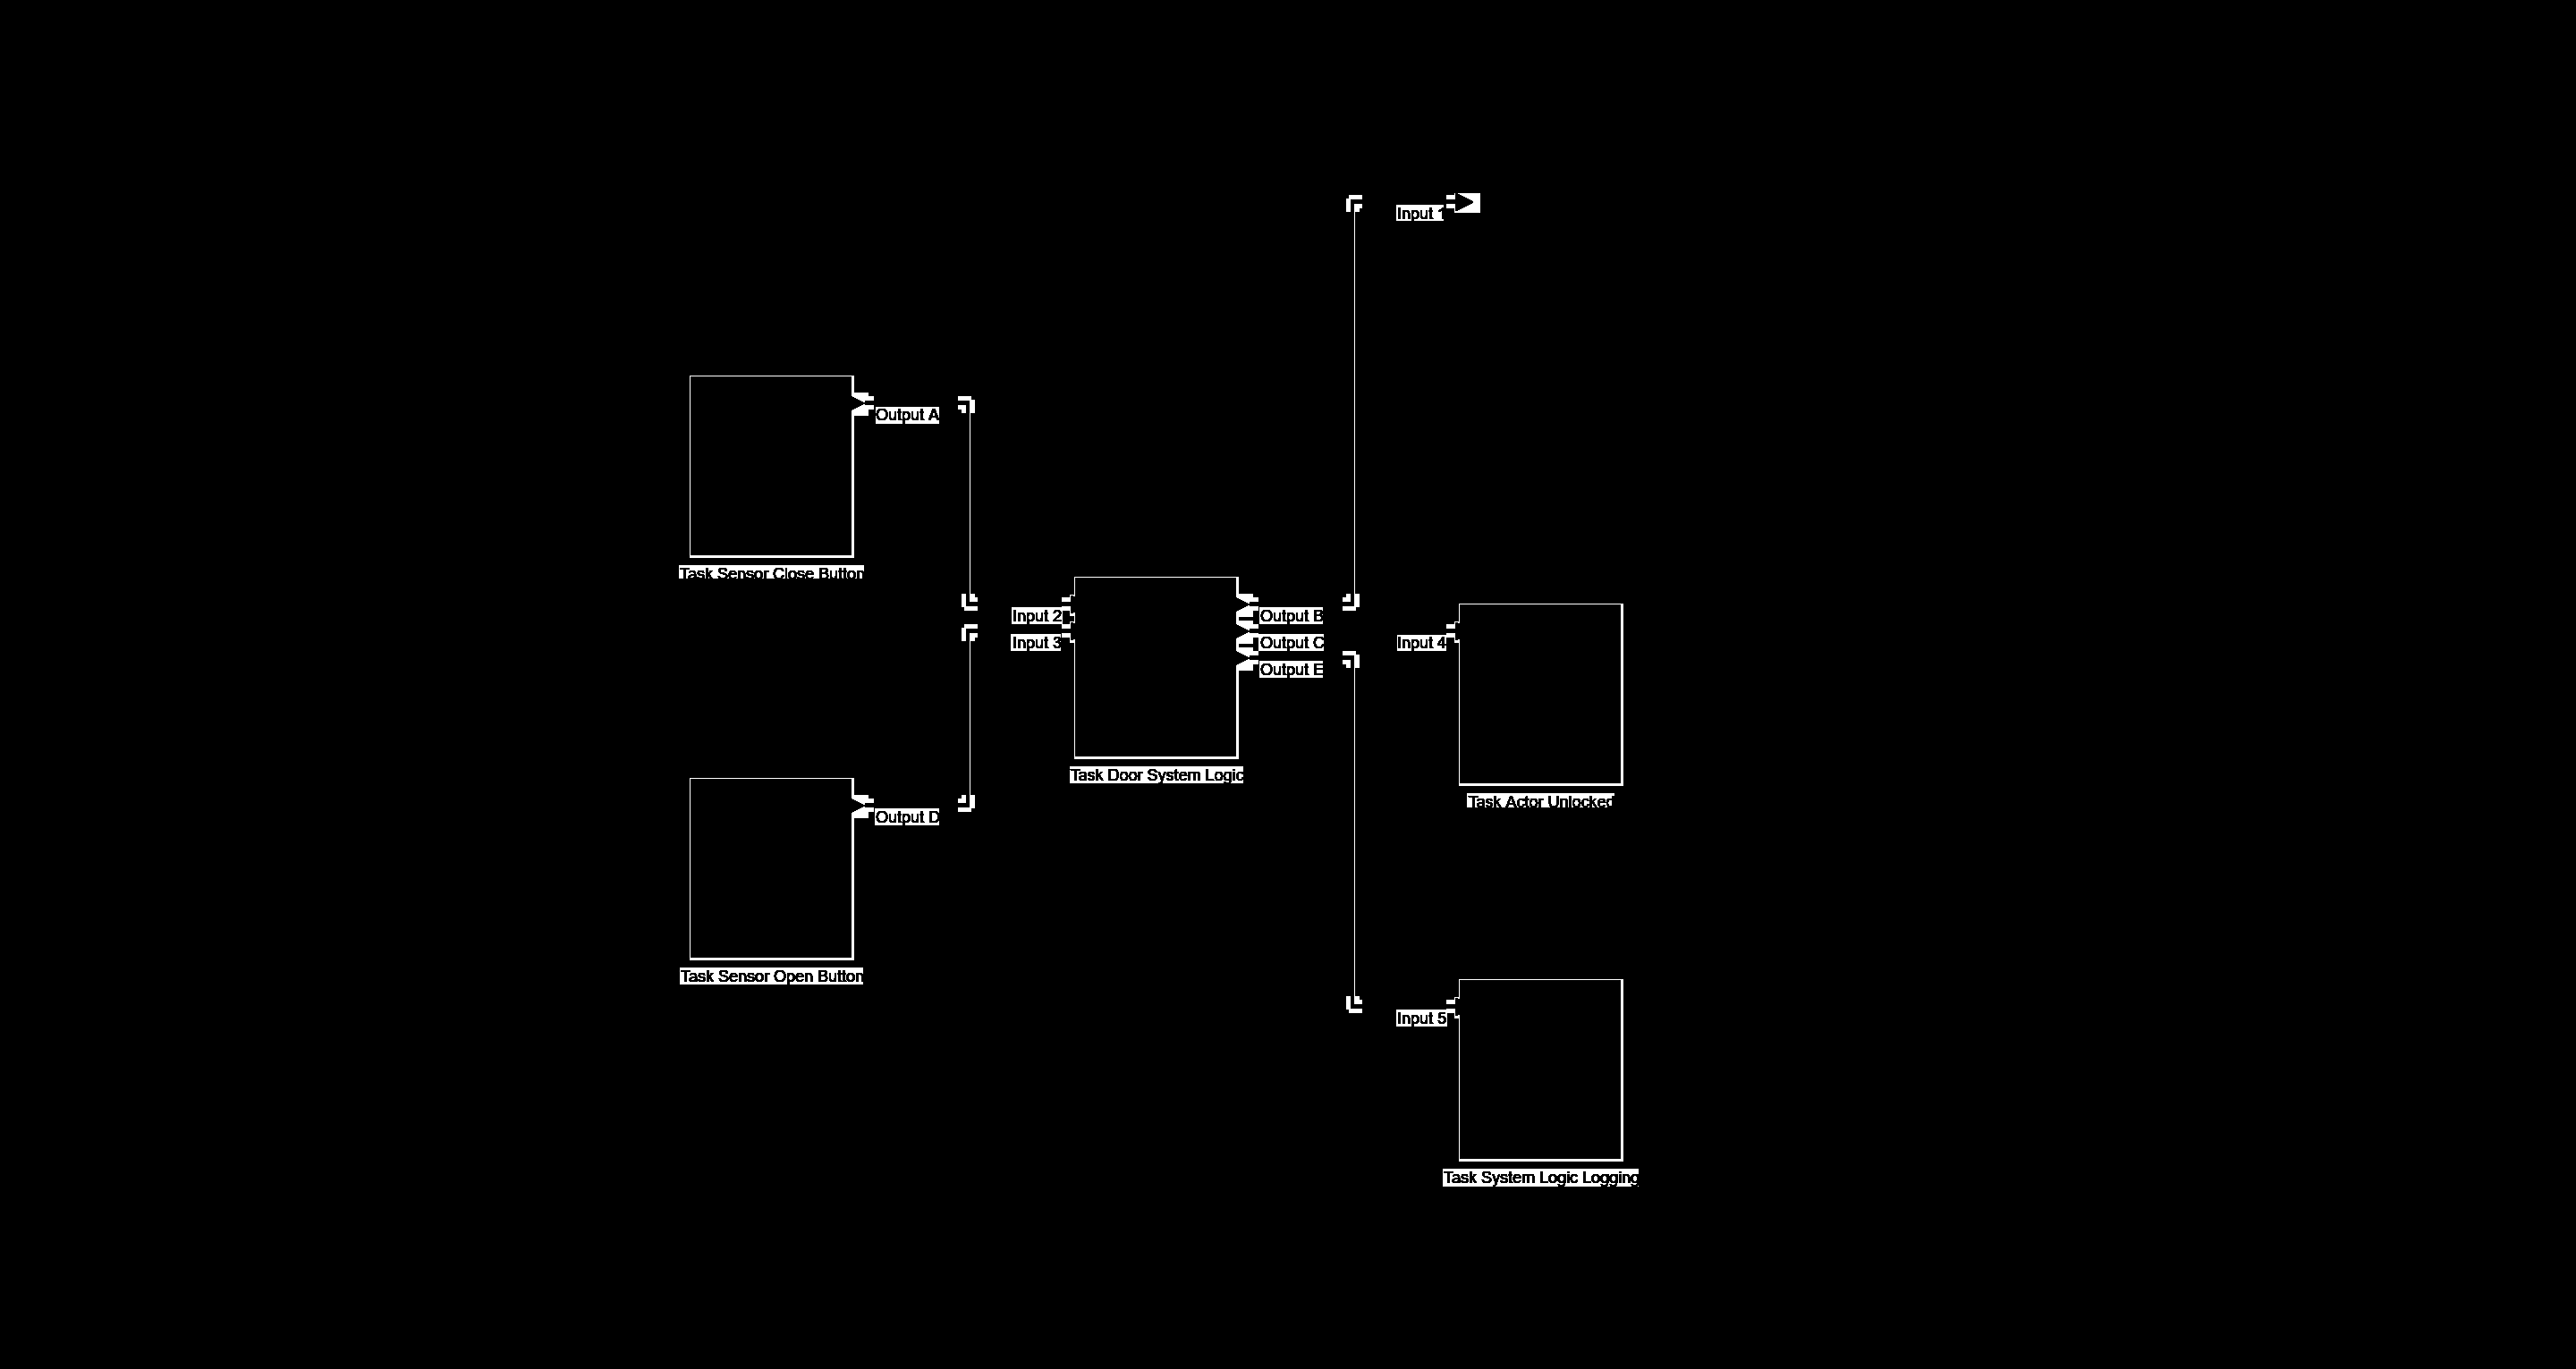 Input 1
Output A
Task Sensor Close Button
Input 2
Output B
Input 3
Output C
Input 4
Output E
Task Door System Logic
Task Actor Unlocked
Output D
Task Sensor Open Button
Input 5
Task System Logic Logging